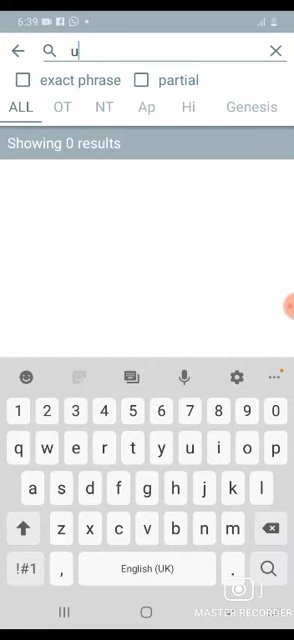 6:39
u
exact phrase partial
ALL OT NT Ap Hi Genesis
Showing 0 results
1 2 3 4 5 6 7 8 9 0
q w e r t y u i o p
a s d f g h j k l
z x c v b n m
!#1 , English (UK) .
MASTER RECORDER